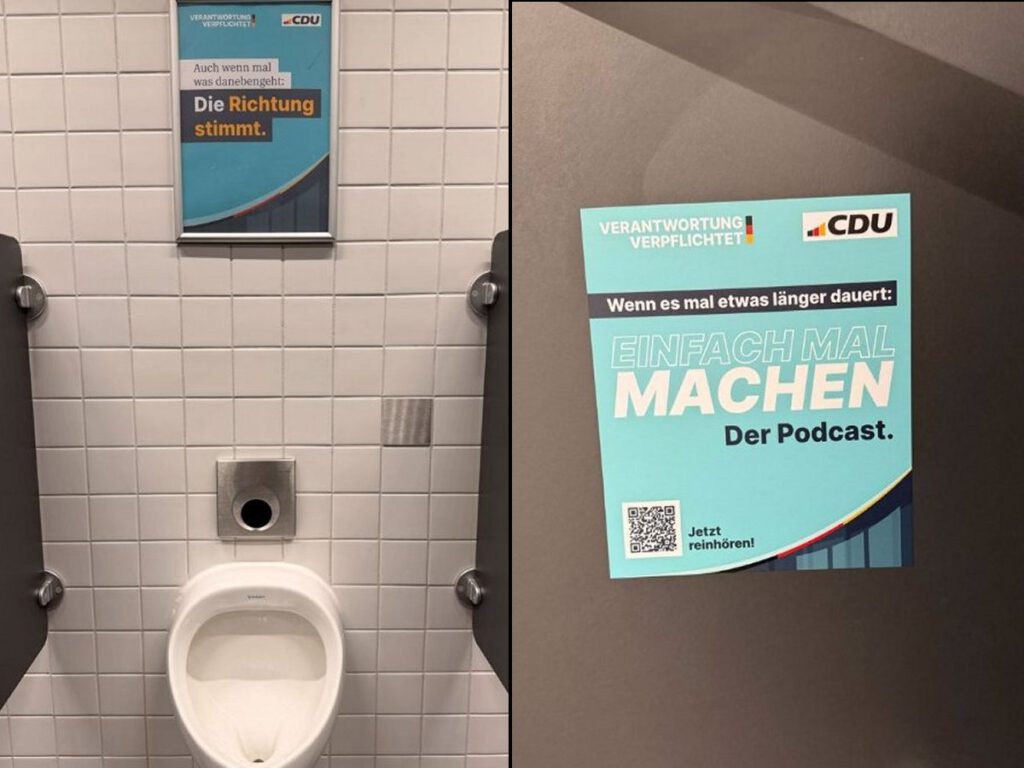 VERANTWORTUNG
VERPFLICHTET
CDU
Auch wenn mal
was danebengeht:
Die Richtung
stimmt.
VERANTWORTUNG
VERPFLICHTET
CDU
Wenn es mal etwas länger dauert:
EINFACH MAL
MACHEN
Der Podcast.
Jetzt
reinhören!